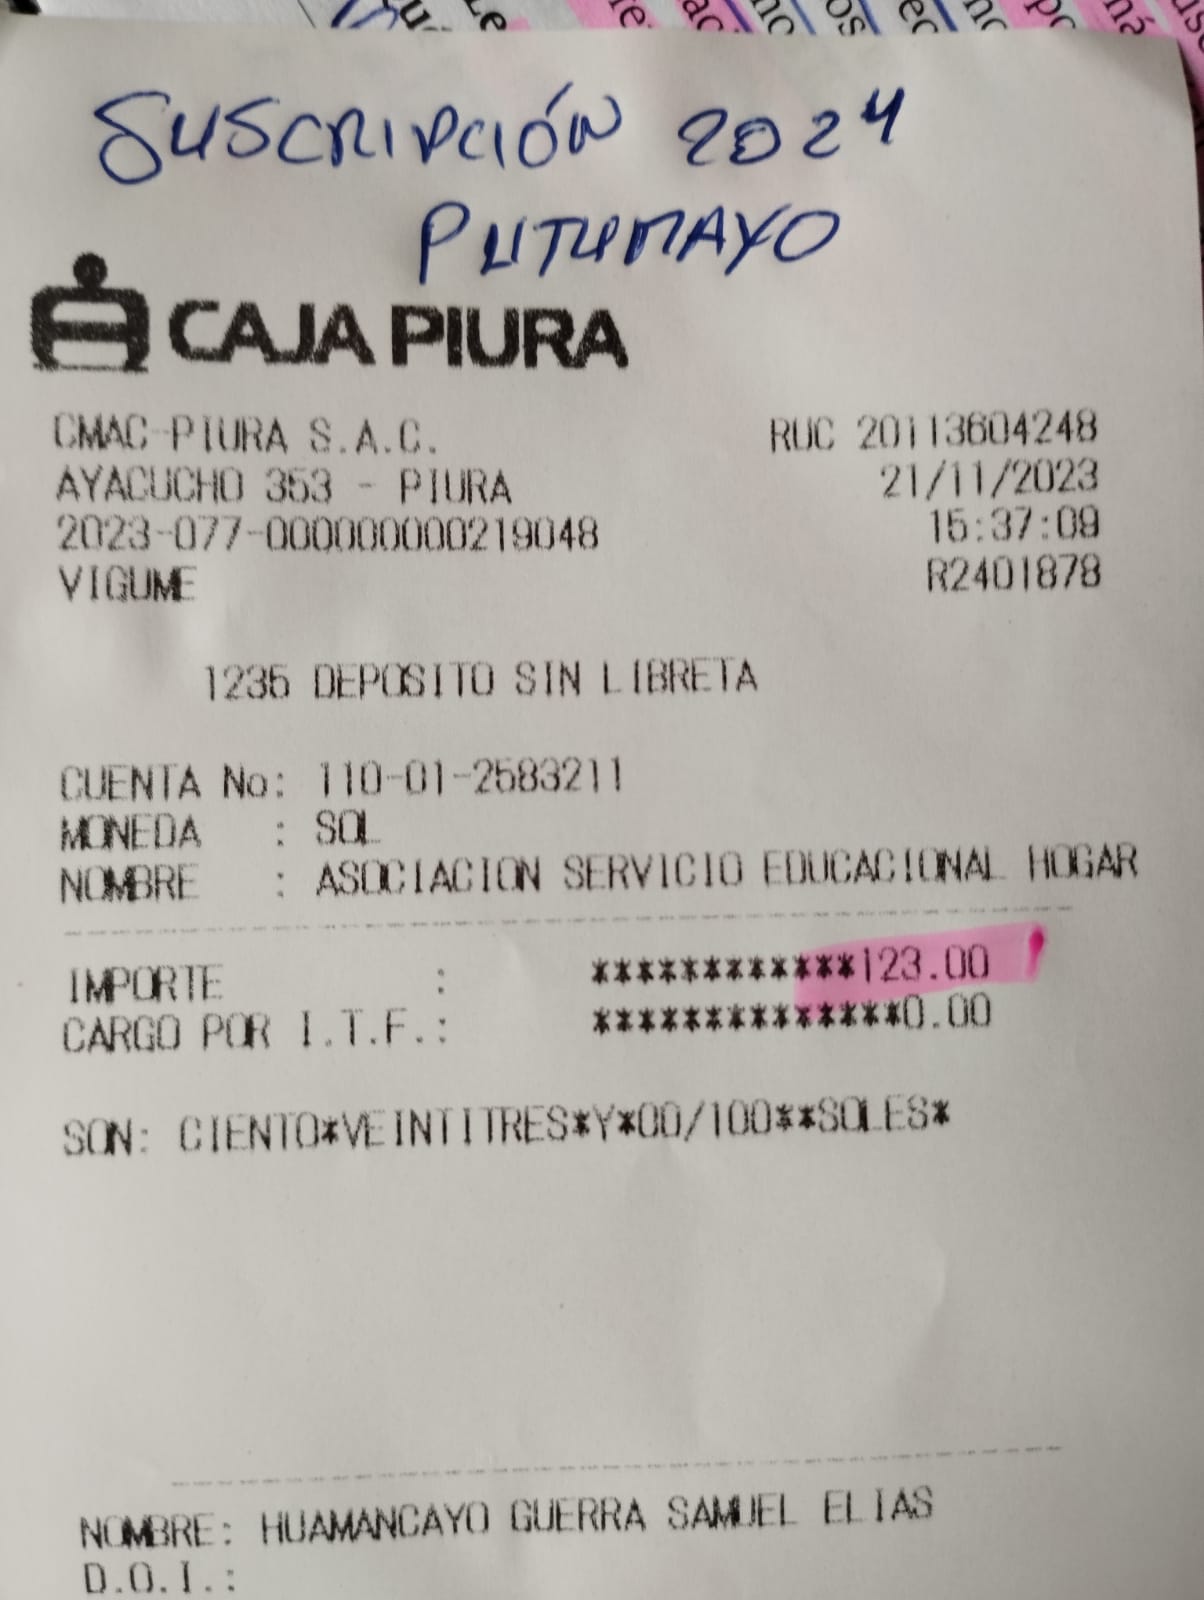 SUSCRIPCIÓN 2024
PUTUMAYO
CAJA PIURA
CMAC-PIURA S.A.C. RUC 20113604248
AYACUCHO 353 - PIURA 21/11/2023
2023-077-000000000219048 15:37:09
VIGUME R2401878
1235 DEPOSITO SIN LIBRETA
CUENTA No: 110-01-2583211
MONEDA : SOL
NOMBRE : ASOCIACION SERVICIO EDUCACIONAL HOGAR
IMPORTE : ************123.00
CARGO POR I.T.F.: **************0.00
SON: CIENTO*VEINTITRES*Y*00/100**SOLES*
NOMBRE: HUAMANCAYO GUERRA SAMUEL ELIAS
D.O.I.: